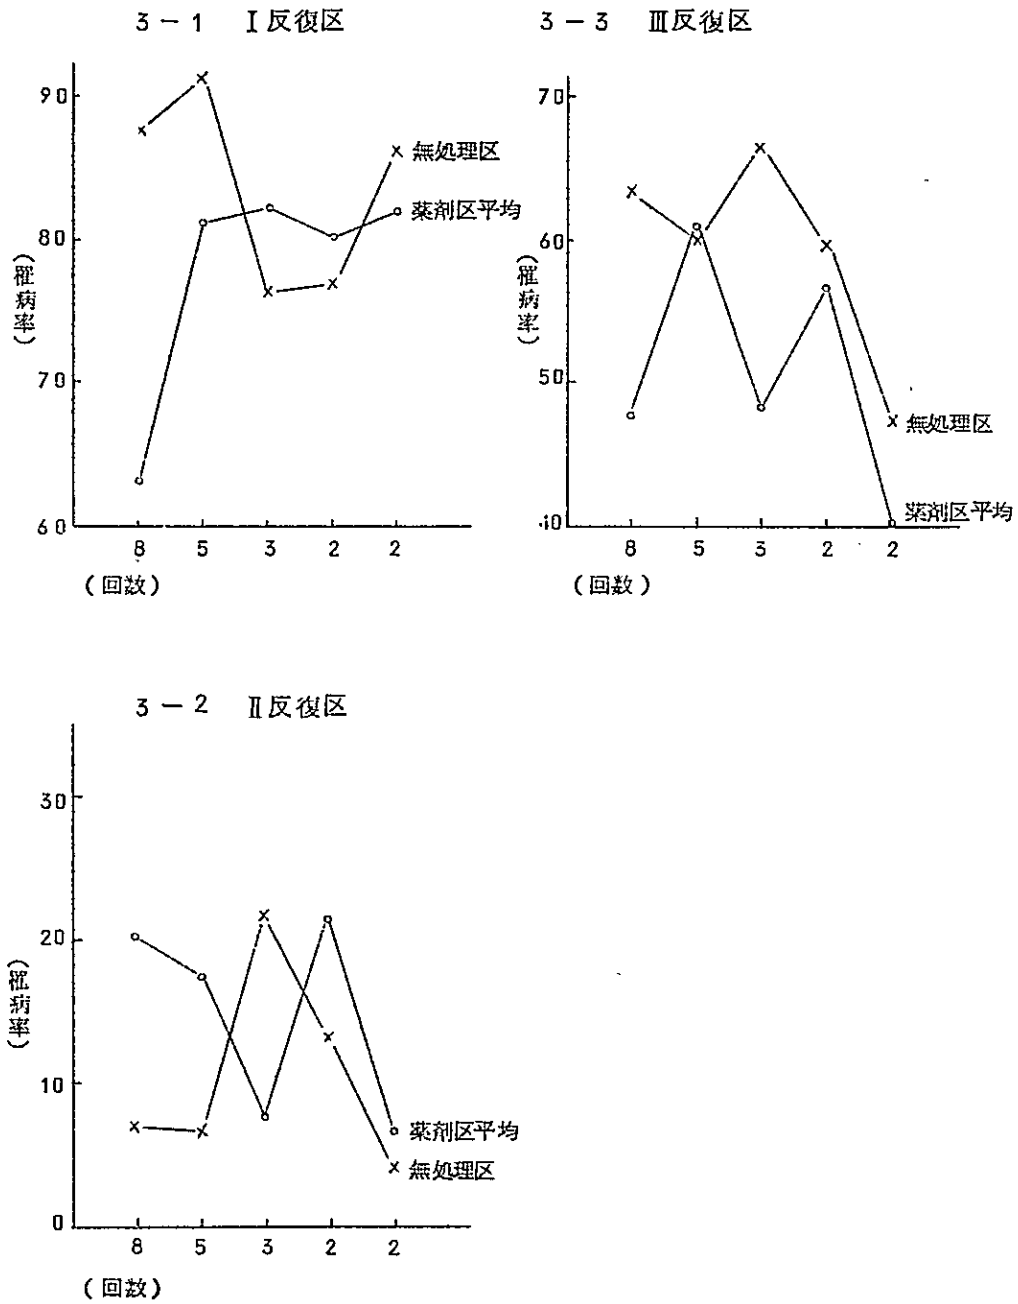 3-1 Ⅰ反復区
90
80
70
60
(罹病率)
無処理区
薬剤区平均
8 5 3 2 2
(回数)
3-3 Ⅲ反復区
70
60
50
40
(罹病率)
無処理区
薬剤区平均
8 5 3 2 2
(回数)
3-2 Ⅱ反復区
30
20
10
0
(罹病率)
薬剤区平均
無処理区
8 5 3 2 2
(回数)